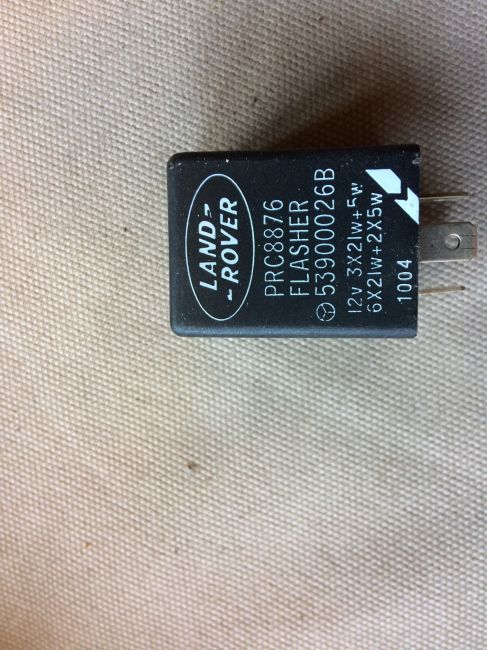 LAND
ROVER
PRC8876
FLASHER
53900026B
12v 3X21w+5w
6X21w+2X5w
1004